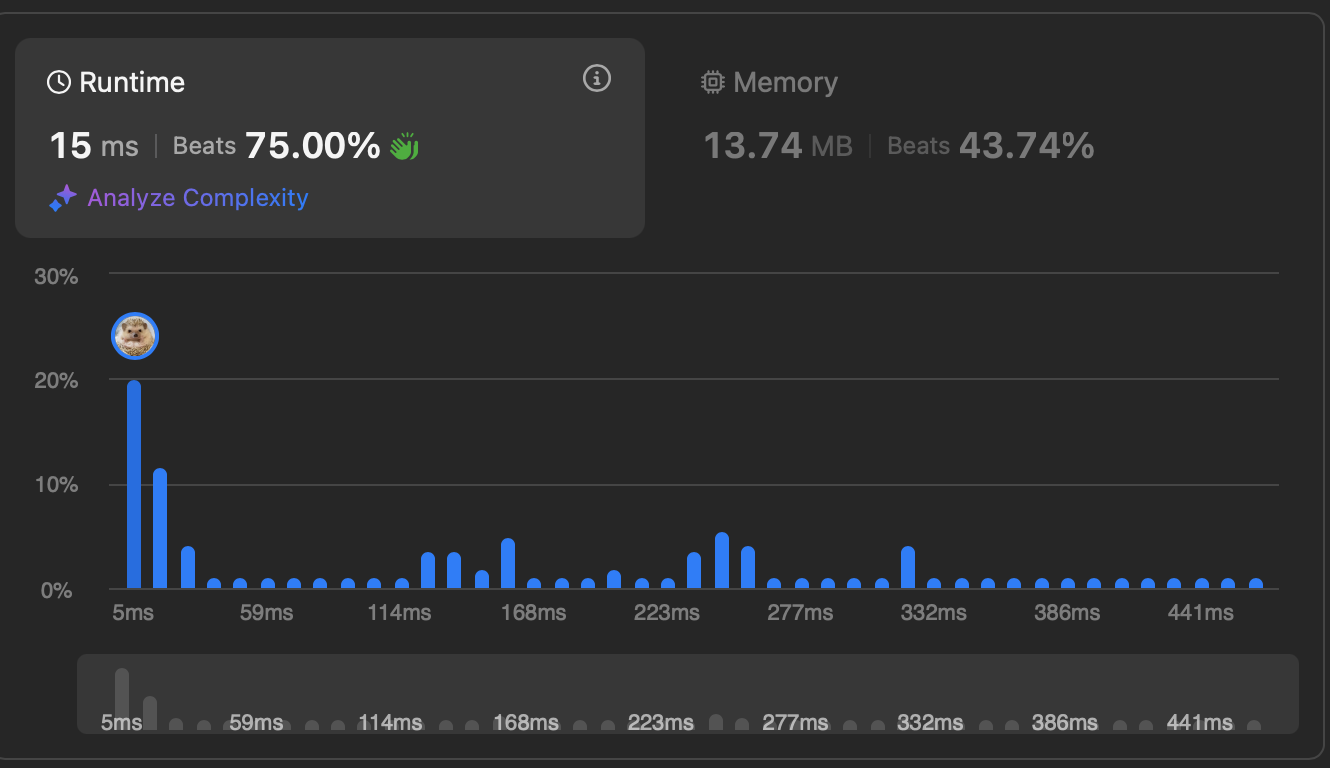 Runtime
15 ms | Beats 75.00%
Analyze Complexity
Memory
13.74 MB | Beats 43.74%
30%
20%
10%
0%
5ms 59ms 114ms 168ms 223ms 277ms 332ms 386ms 441ms
5ms 59ms 114ms 168ms 223ms 277ms 332ms 386ms 441ms